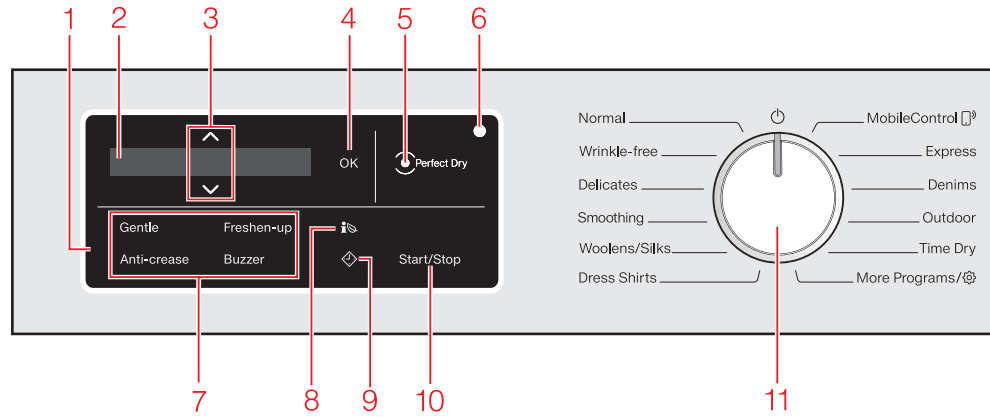 1 2 3 4 5 6
OK
Perfect Dry
Gentle Freshen-up
Anti-crease Buzzer
Start/Stop
Normal
Wrinkle-free
Delicates
Smoothing
Woolens/Silks
Dress Shirts
MobileControl
Express
Denims
Outdoor
Time Dry
More Programs/
7 8 9 10 11